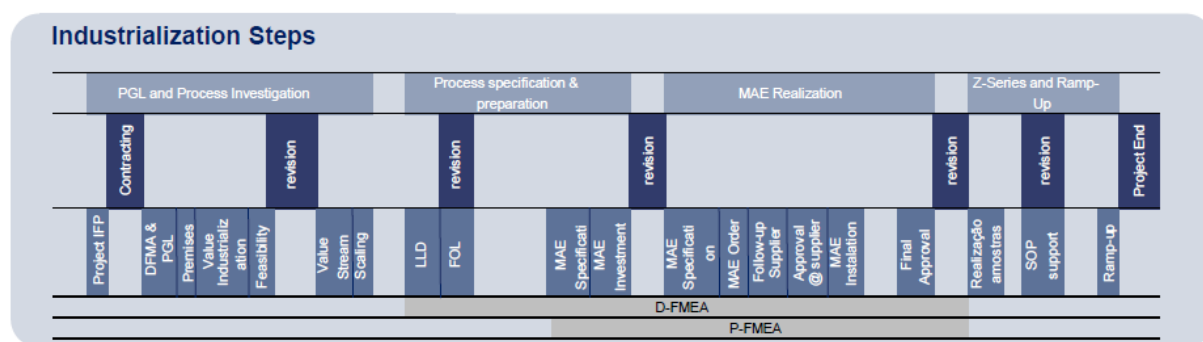 Industrialization Steps
PGL and Process Investigation
Process specification &
preparation
MAE Realization
Z-Series and Ramp-
Up
Contracting
revision
revision
revision
revision
revision
Project End
Project IFP
DFMA &
PGL
Premises
Value
Industrializ
ation
Feasibility
Value
Stream
Scaling
LLD
FOL
MAE
Specificati
MAE
Investment
MAE
Specificati
on
MAE Order
Follow-up
Supplier
Approval
@ supplier
MAE
Instalation
Final
Approval
Realização
amostras
SOP
support
Ramp-up
D-FMEA
P-FMEA